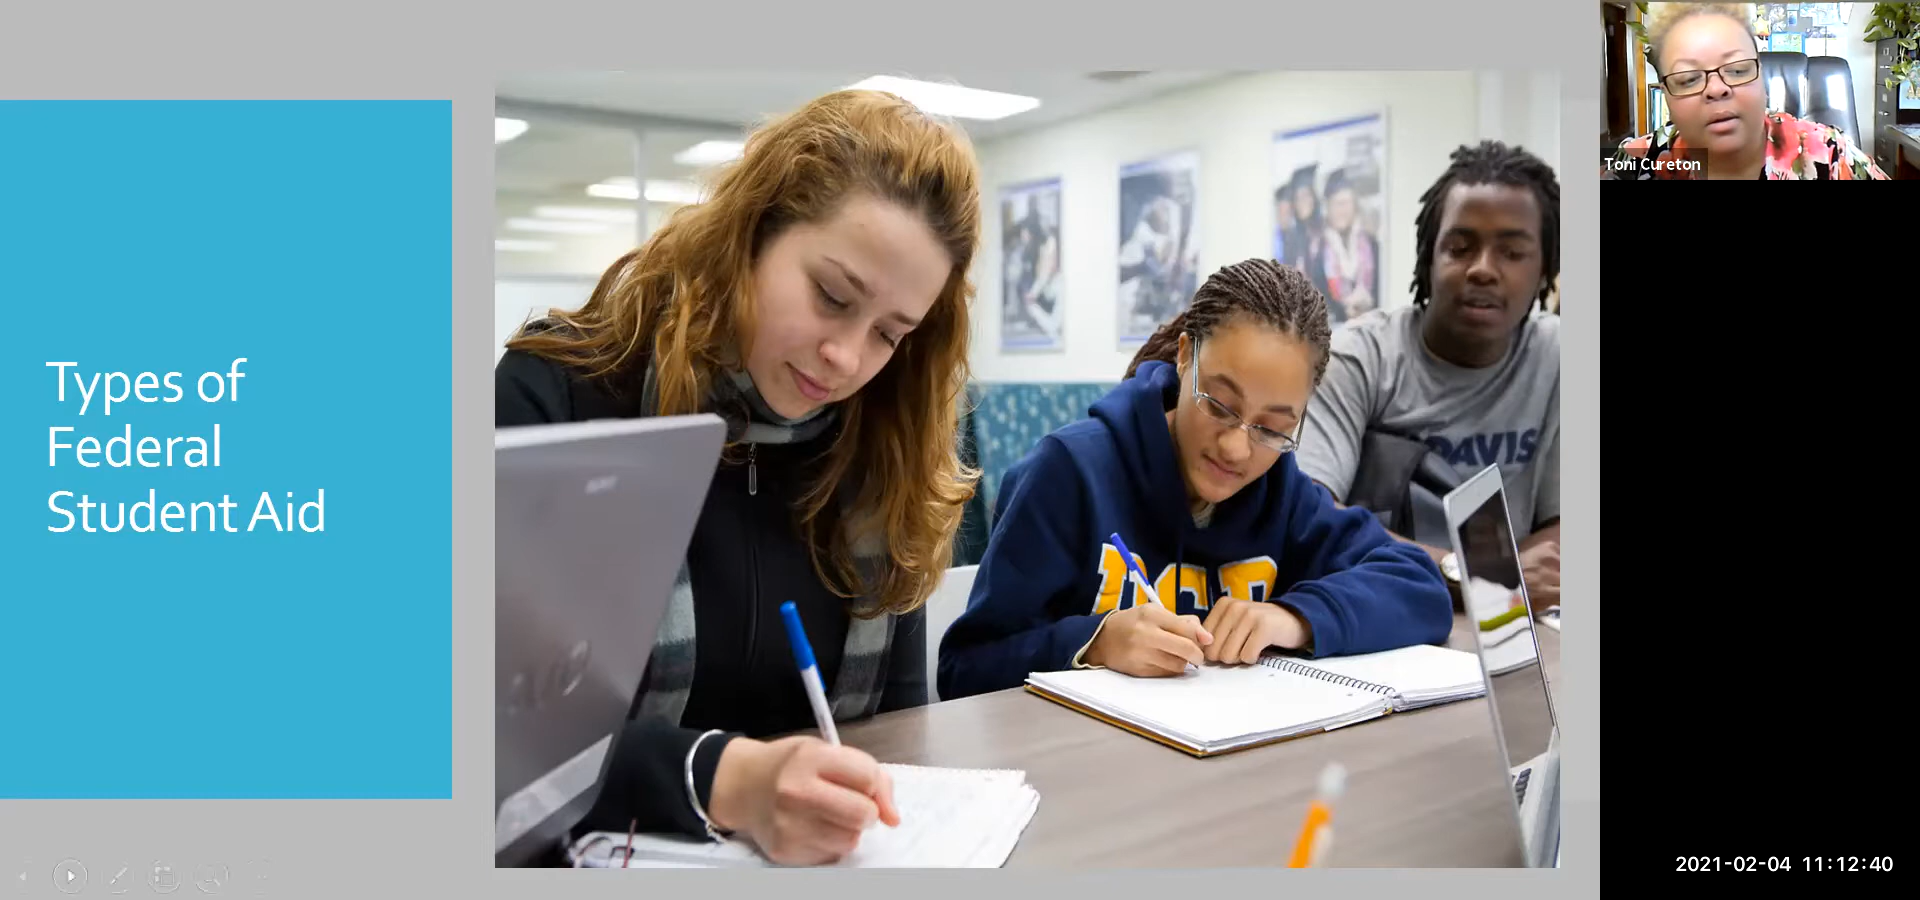 Types of
Federal
Student Aid
DAVIS
Toni Cureton
2021-02-04 11:12:40